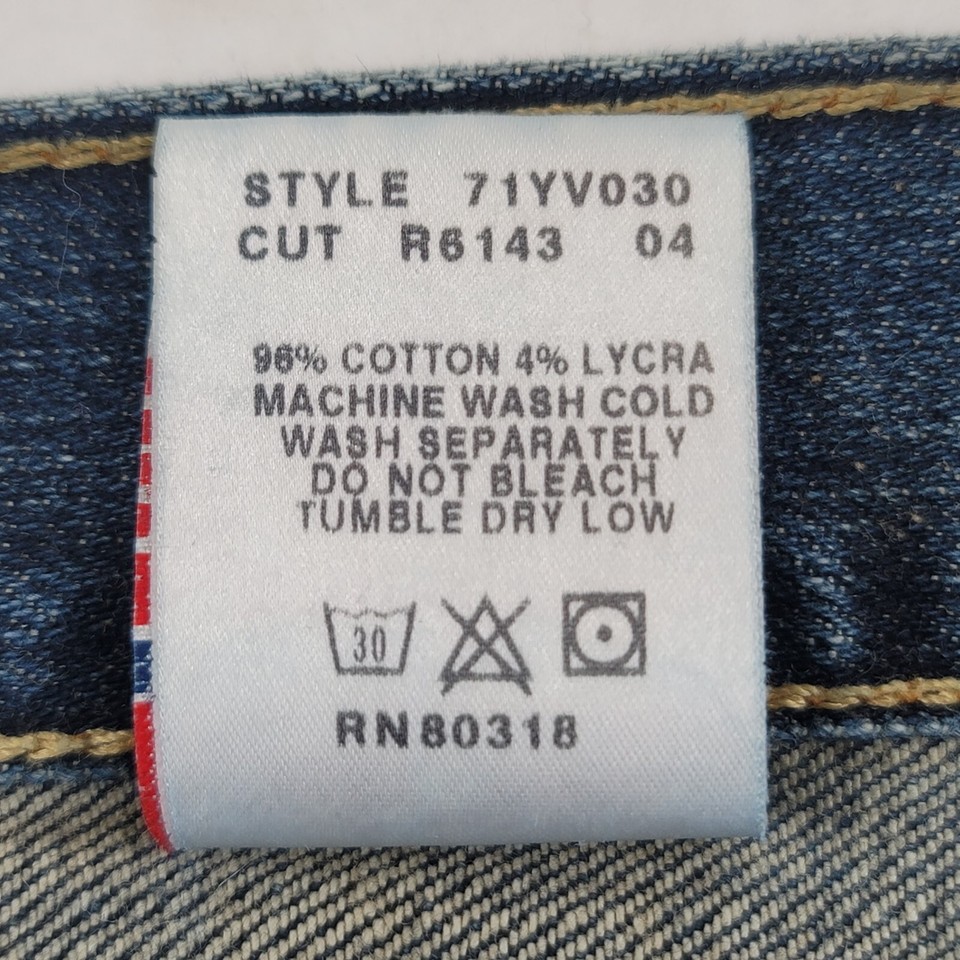 STYLE 71YV030
CUT R6143 04
96% COTTON 4% LYCRA
MACHINE WASH COLD
WASH SEPARATELY
DO NOT BLEACH
TUMBLE DRY LOW
30
RN80318